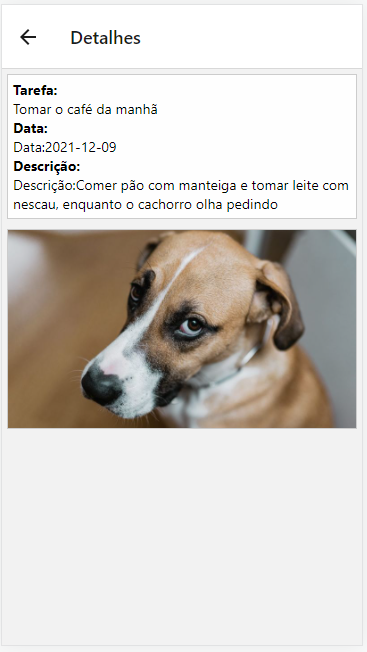 Detalhes
Tarefa:
Tomar o café da manhã
Data:
Data:2021-12-09
Descrição:
Descrição:Comer pão com manteiga e tomar leite com
nescau, enquanto o cachorro olha pedindo